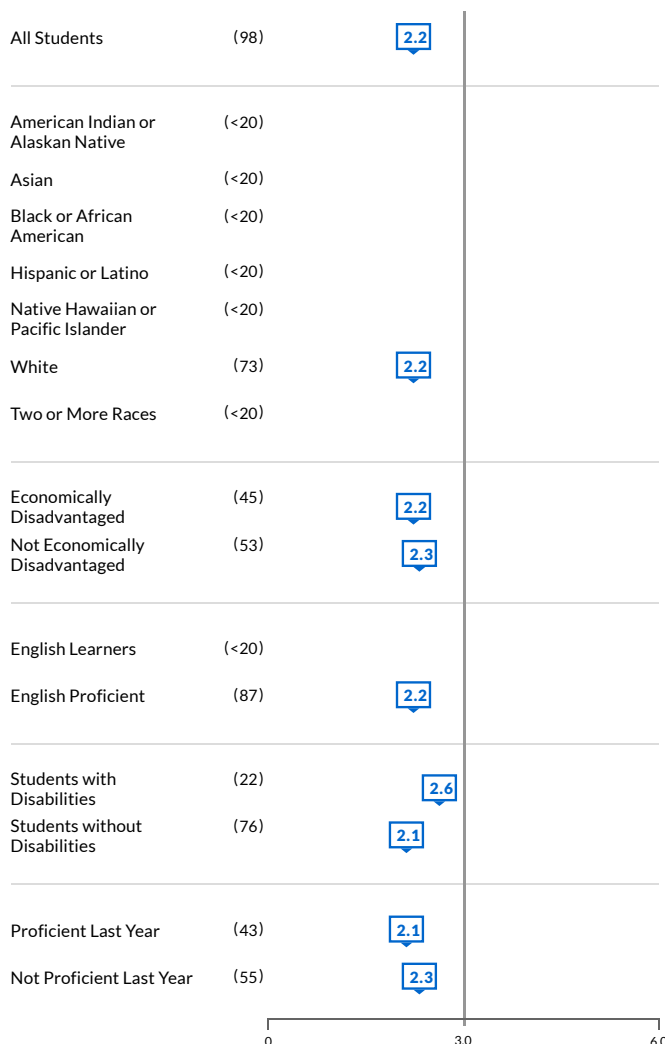 All Students (98) 2.2
American Indian or (<20)
Alaskan Native
Asian (<20)
Black or African (<20)
American
Hispanic or Latino (<20)
Native Hawaiian or (<20)
Pacific Islander
White (73) 2.2
Two or More Races (<20)
Economically (45) 2.2
Disadvantaged
Not Economically (53) 2.3
Disadvantaged
English Learners (<20)
English Proficient (87) 2.2
Students with (22) 2.6
Disabilities
Students without (76) 2.1
Disabilities
Proficient Last Year (43) 2.1
Not Proficient Last Year (55) 2.3
0 3.0 6.0